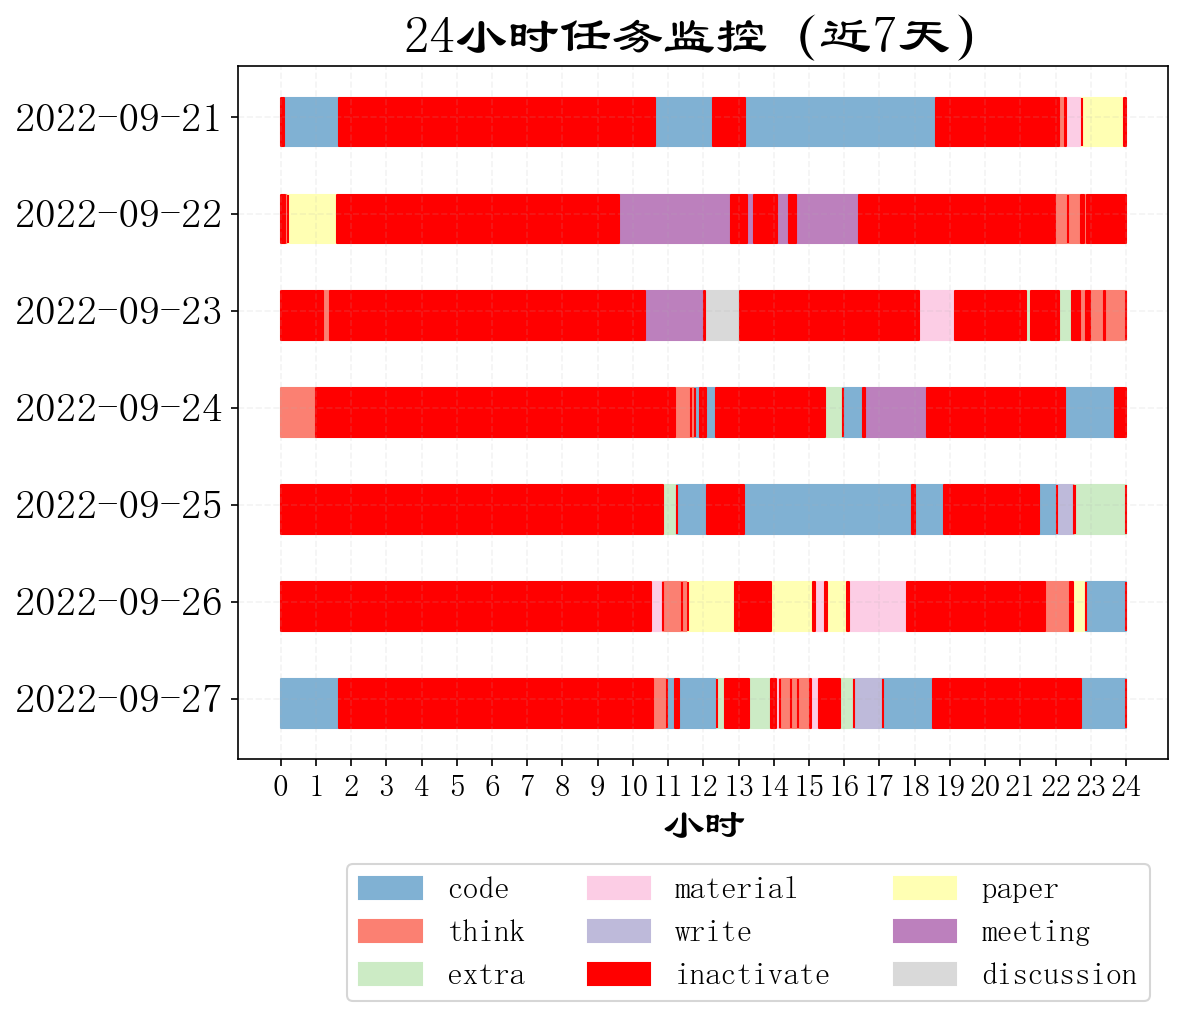 24小时任务监控 (近7天)
2022-09-21
2022-09-22
2022-09-23
2022-09-24
2022-09-25
2022-09-26
2022-09-27
0 1 2 3 4 5 6 7 8 9 10 11 12 13 14 15 16 17 18 19 20 21 22 23 24
小时
code material paper
think write meeting
extra inactivate discussion